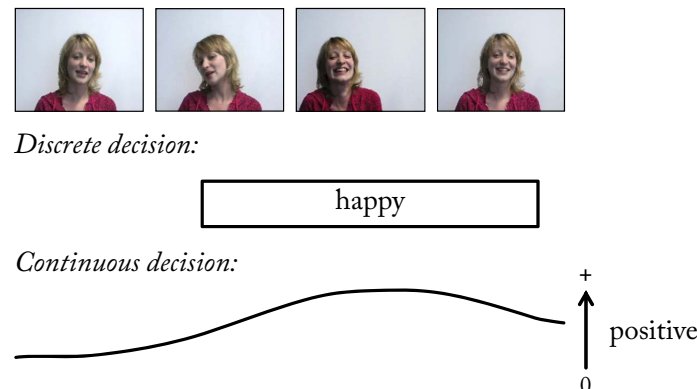 Discrete decision:
happy
Continuous decision:
+
positive
0